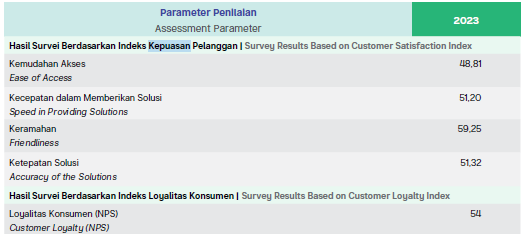 Parameter Penilaian
Assessment Parameter
2023
Hasil Survei Berdasarkan Indeks Kepuasan Pelanggan | Survey Results Based on Customer Satisfaction Index
Kemudahan Akses
Ease of Access
48,81
Kecepatan dalam Memberikan Solusi
Speed in Providing Solutions
51,20
Keramahan
Friendliness
59,25
Ketepatan Solusi
Accuracy of the Solutions
51,32
Hasil Survei Berdasarkan Indeks Loyalitas Konsumen | Survey Results Based on Customer Loyalty Index
Loyalitas Konsumen (NPS)
Customer Loyalty (NPS)
54